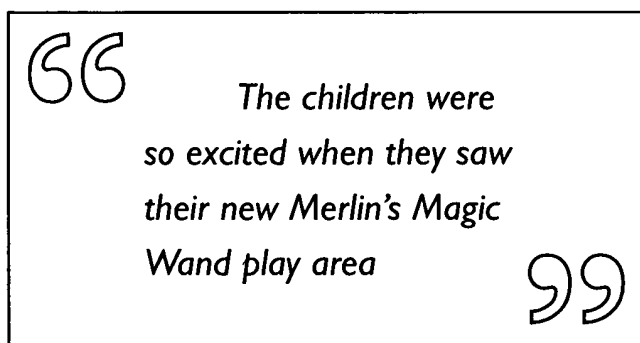 “
The children were
so excited when they saw
their new Merlin's Magic
Wand play area
”